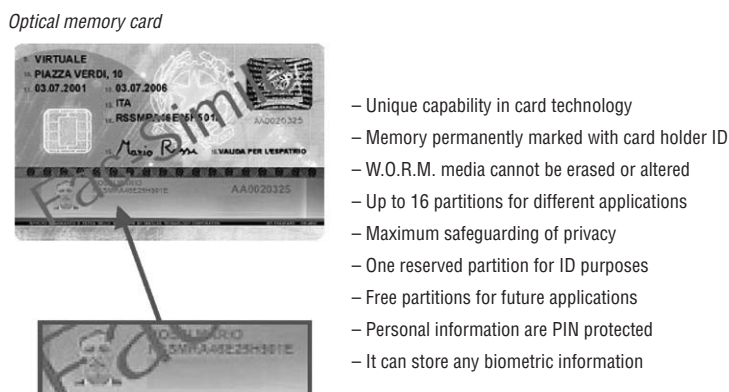 Optical memory card
VIRTUALE
PIAZZA VERDI, 10
03.07.2001 03.07.2006
ITA
Fac-Simile
AA0020325
Mario Rossi VALIDA PER L'ESPATRIO
AA0020325
– Unique capability in card technology
– Memory permanently marked with card holder ID
– W.O.R.M. media cannot be erased or altered
– Up to 16 partitions for different applications
– Maximum safeguarding of privacy
– One reserved partition for ID purposes
– Free partitions for future applications
– Personal information are PIN protected
– It can store any biometric information